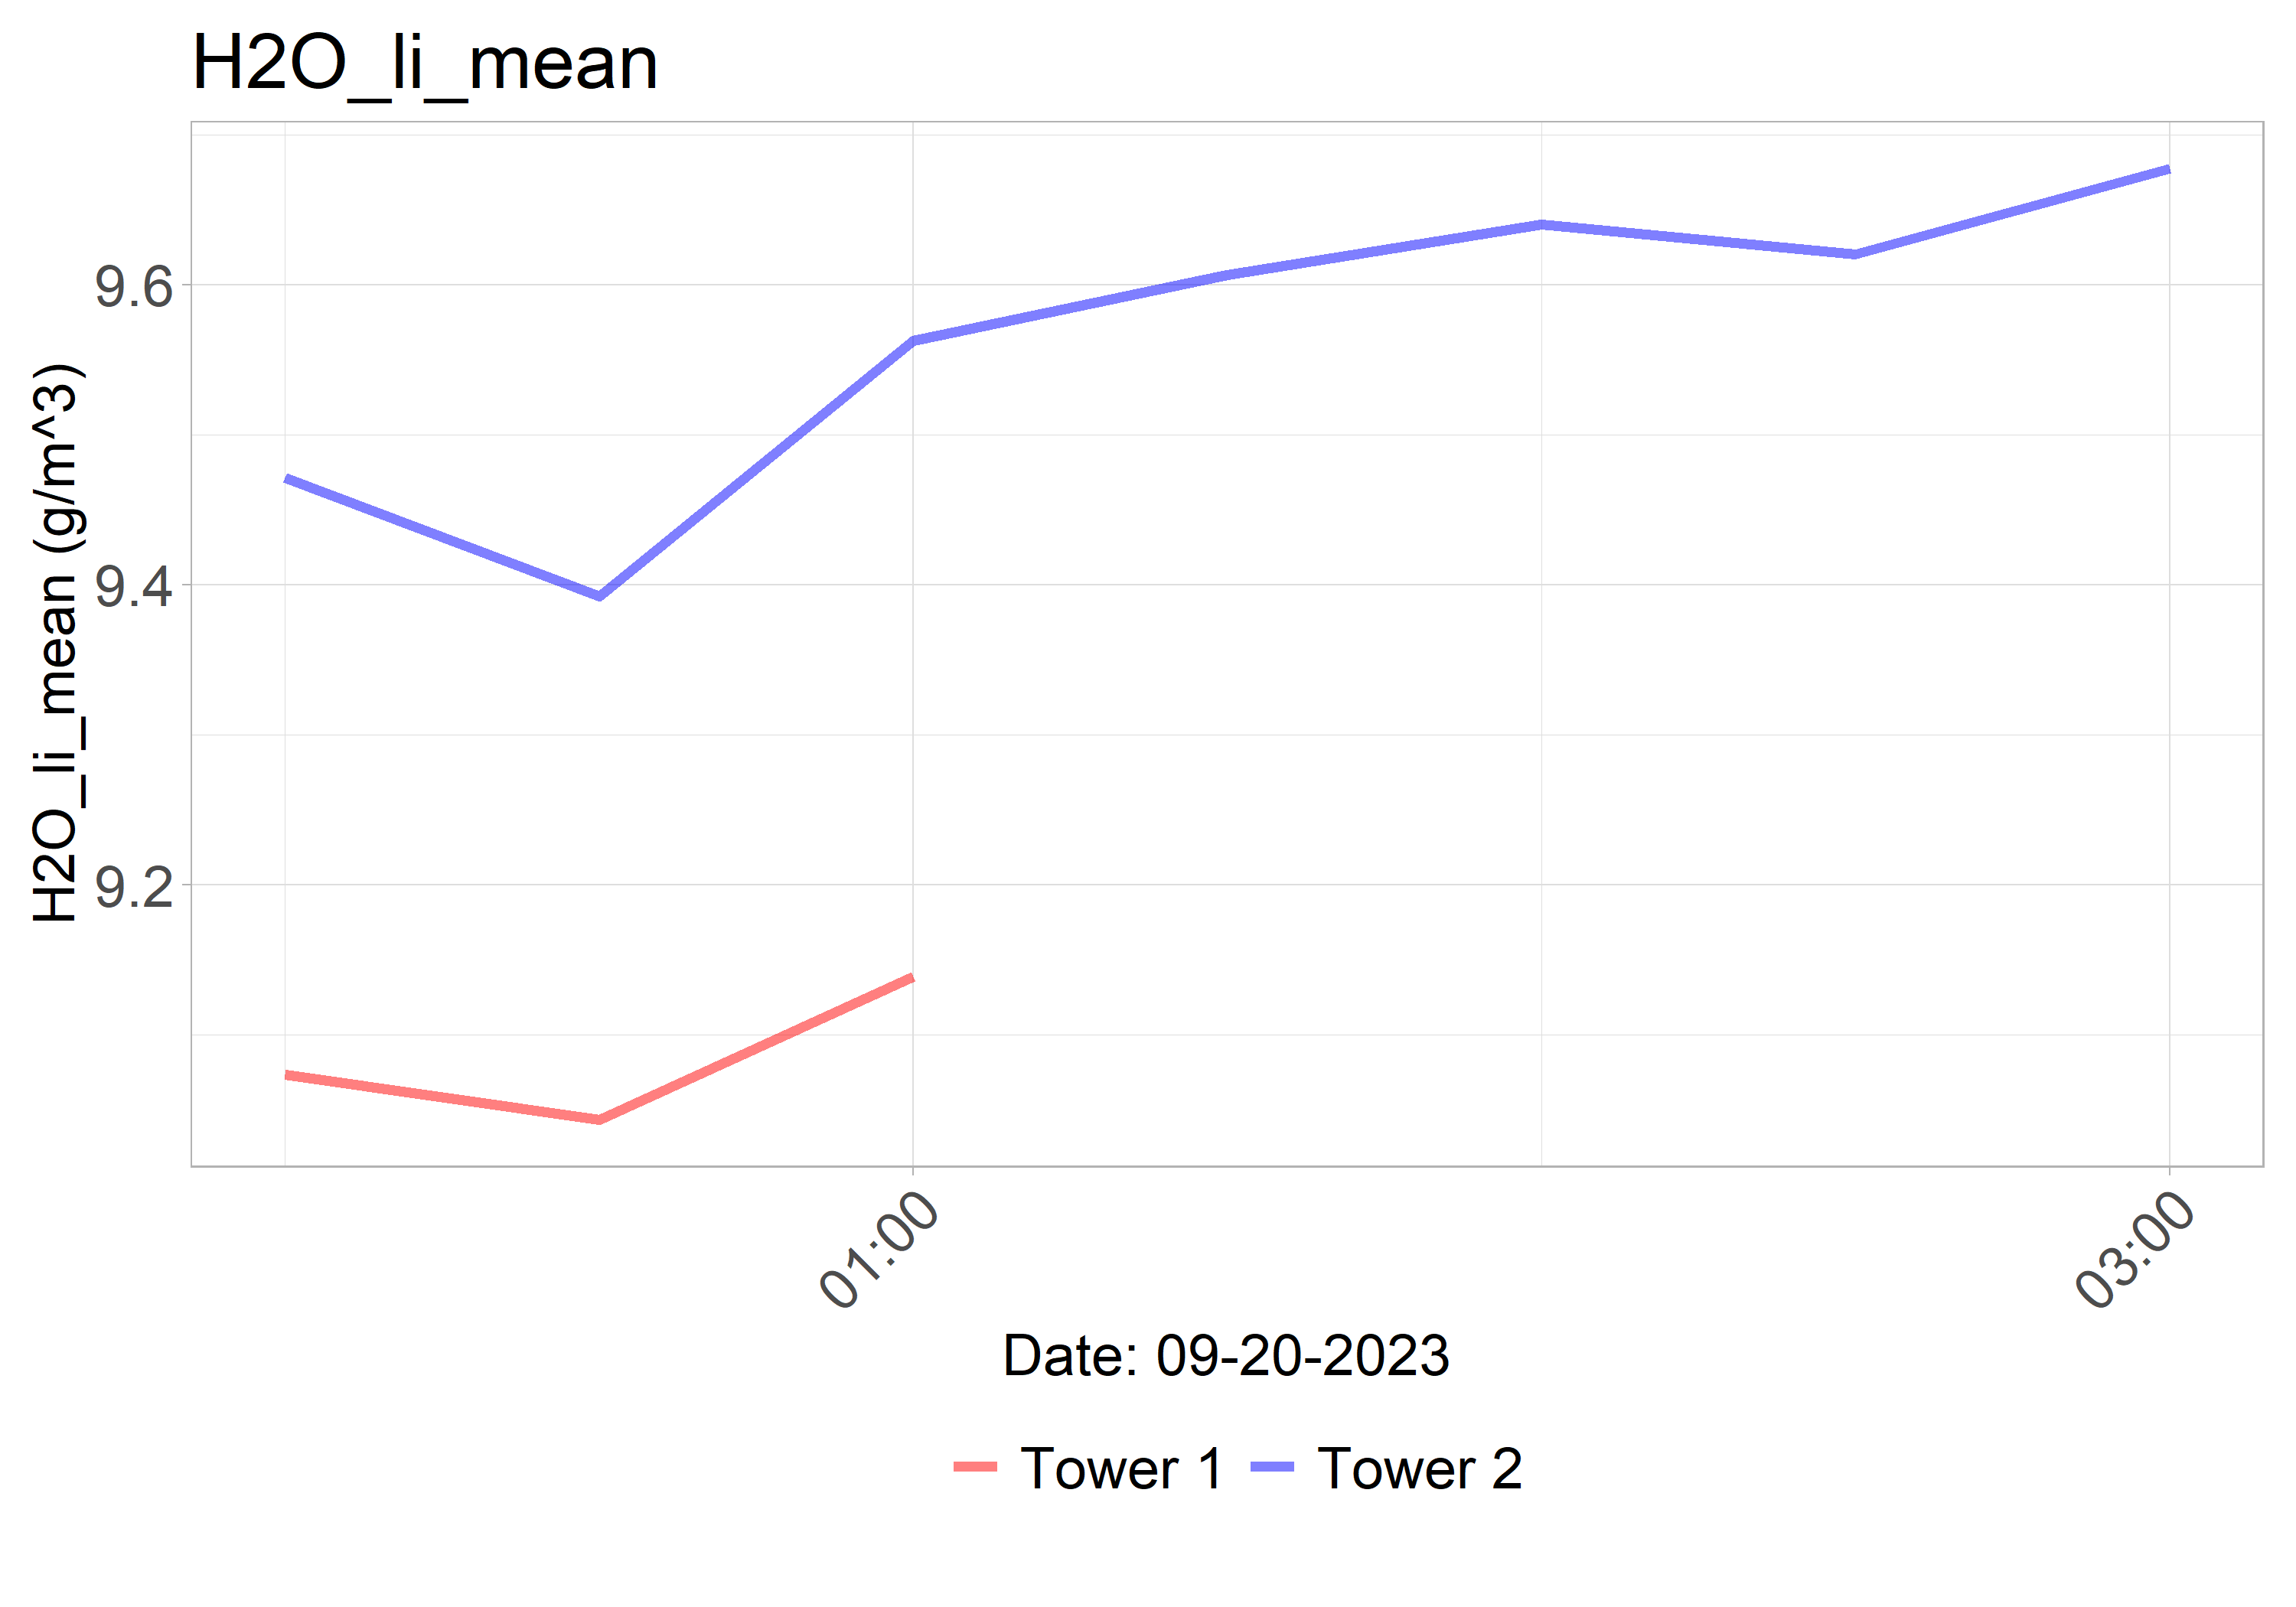 H2O_li_mean
H2O_li_mean (g/m^3)
9.6
9.4
9.2
01:00
03:00
Date: 09-20-2023
Tower 1
Tower 2